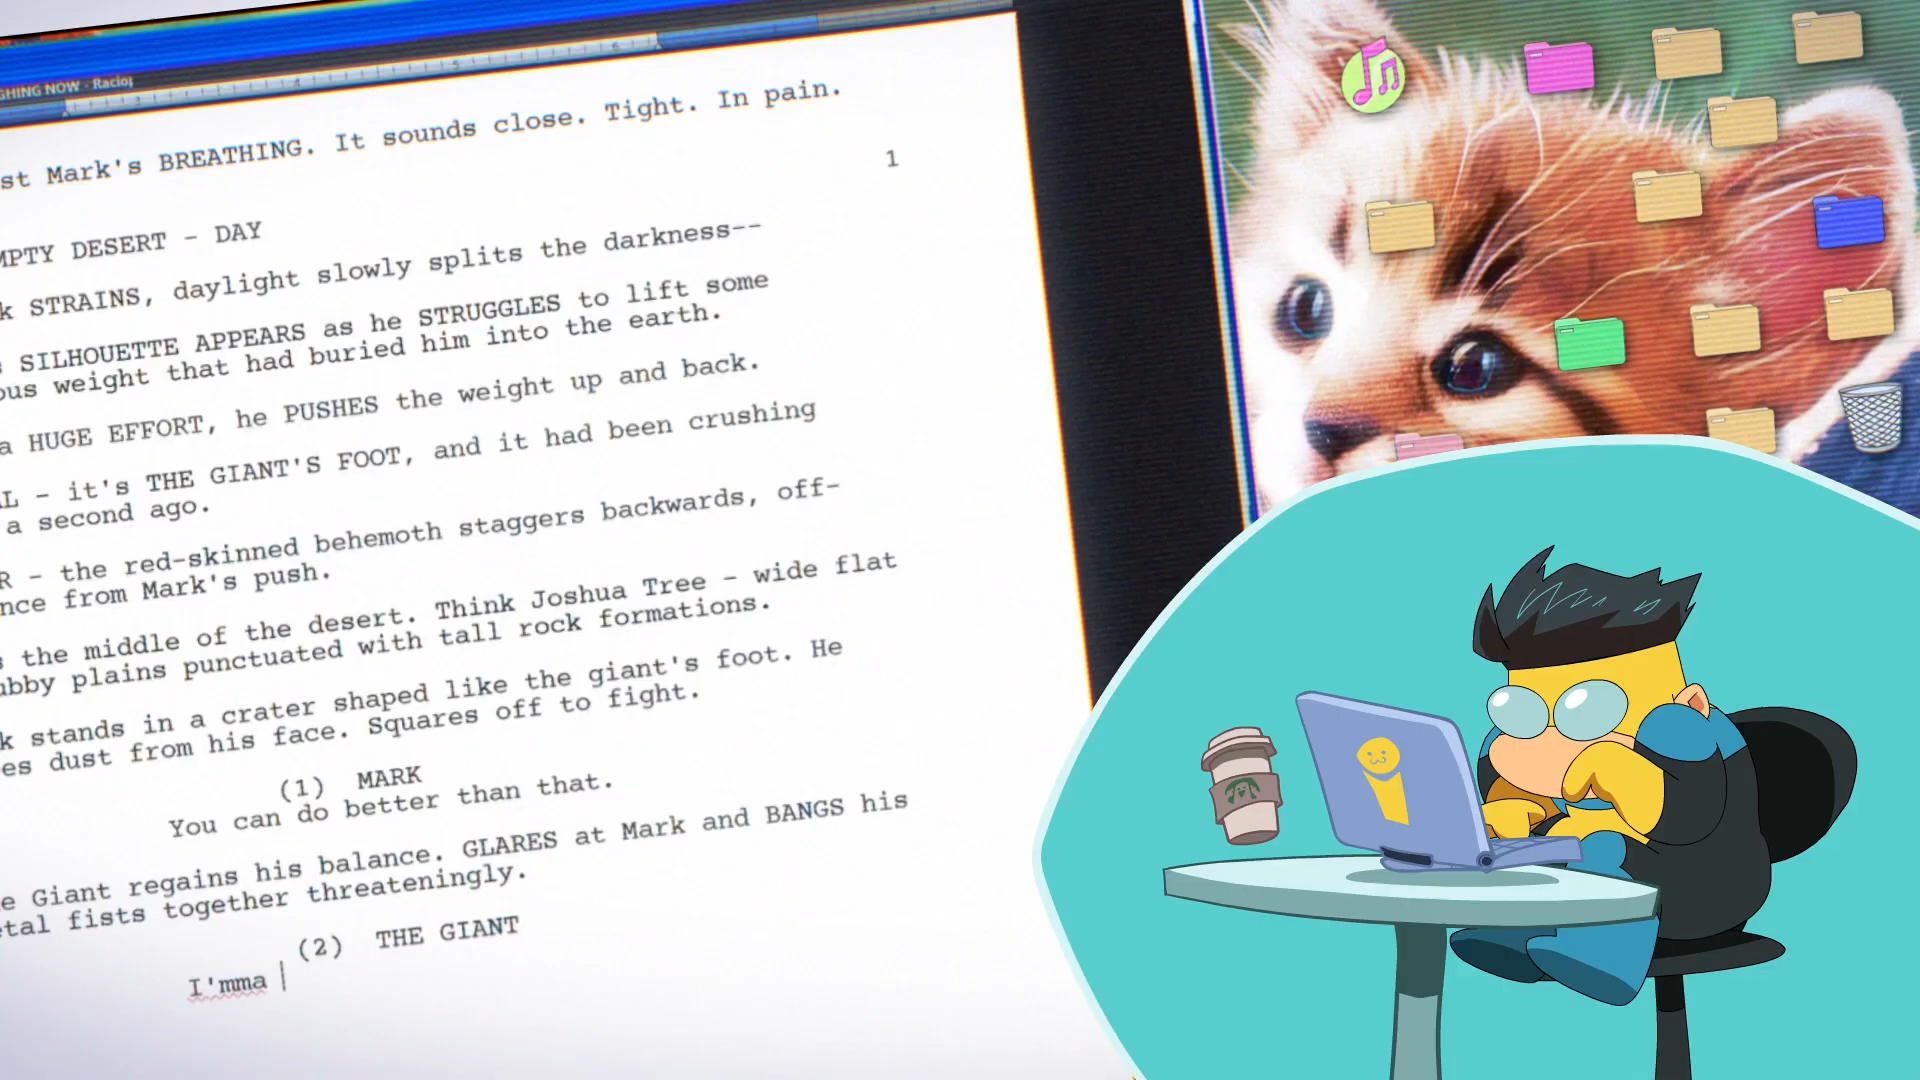 GHING NOW - Racio
st Mark's BREATHING. It sounds close. Tight. In pain.
1
MPTY DESERT - DAY
k STRAINS, daylight slowly splits the darkness--
SILHOUETTE APPEARS as he STRUGGLES to lift some
ous weight that had buried him into the earth.
a HUGE EFFORT, he PUSHES the weight up and back.
AL - it's THE GIANT'S FOOT, and it had been crushing
a second ago.
R - the red-skinned behemoth staggers backwards, off-
nce from Mark's push.
s the middle of the desert. Think Joshua Tree - wide flat
ubby plains punctuated with tall rock formations.
k stands in a crater shaped like the giant's foot. He
es dust from his face. Squares off to fight.
(1) MARK
You can do better than that.
e Giant regains his balance. GLARES at Mark and BANGS his
etal fists together threateningly.
(2) THE GIANT
I'mma